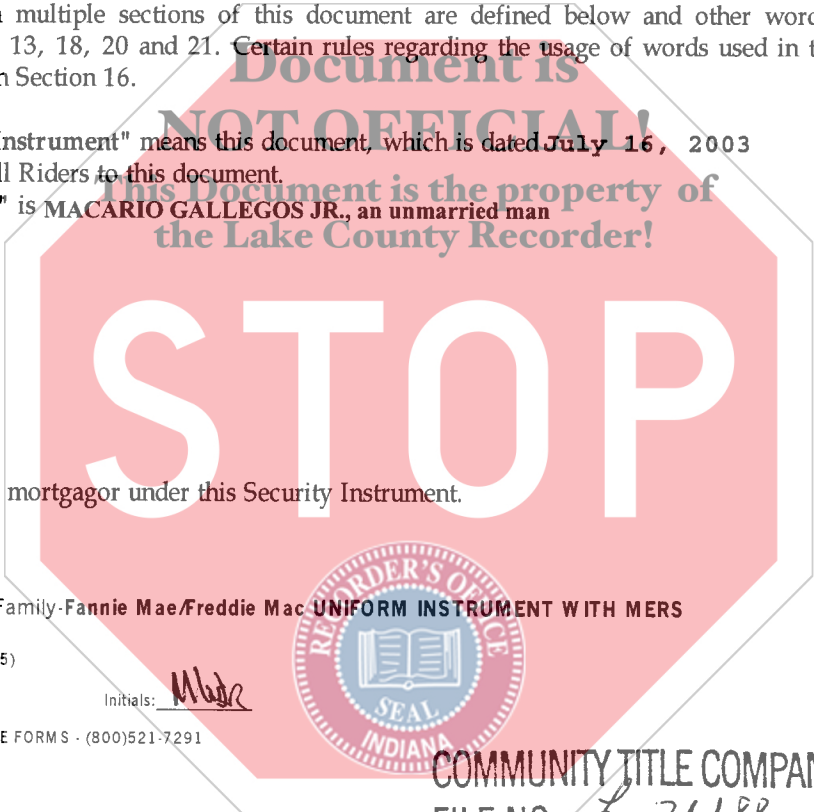 multiple sections of this document are defined below and other word
13, 18, 20 and 21. Certain rules regarding the usage of words used in t
Section 16.
Document is
NOT OFFICIAL!
This Document is the property of
the Lake County Recorder!
nstrument" means this document, which is dated July 16, 2003
ll Riders to this document.
" is MACARIO GALLEGOS JR., an unmarried man
STOP
mortgagor under this Security Instrument.
Family-Fannie Mae/Freddie Mac UNIFORM INSTRUMENT WITH MERS
5)
RECORDER'S OFFICE
SEAL
INDIANA
Initials:
E FORMS - (800)521-7291
COMMUNITY TITLE COMPAN
FILE NO